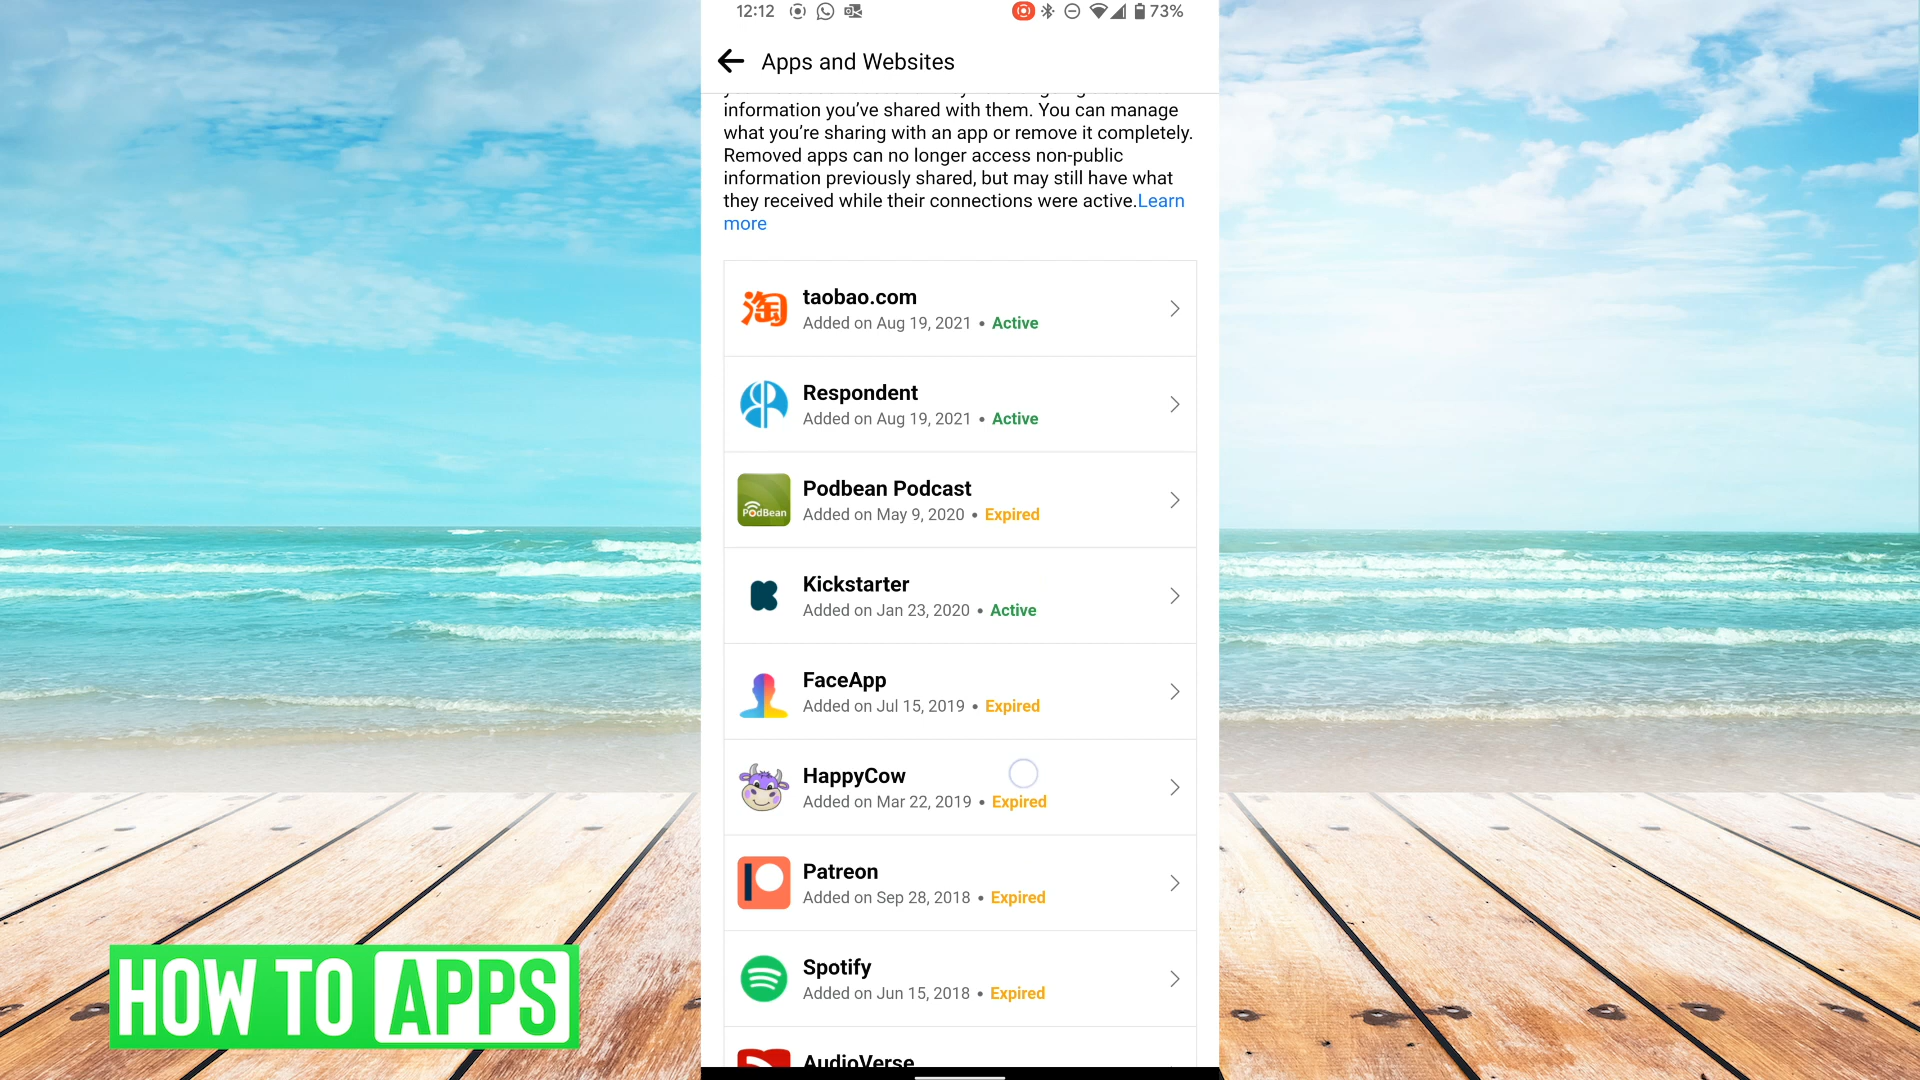 12:12
73%
Apps and Websites
information you’ve shared with them. You can manage
what you’re sharing with an app or remove it completely.
Removed apps can no longer access non-public
information previously shared, but may still have what
they received while their connections were active.Learn
more
淘
taobao.com
Added on Aug 19, 2021 • Active
Respondent
Added on Aug 19, 2021 • Active
PodBean
Podbean Podcast
Added on May 9, 2020 • Expired
Kickstarter
Added on Jan 23, 2020 • Active
FaceApp
Added on Jul 15, 2019 • Expired
HappyCow
Added on Mar 22, 2019 • Expired
Patreon
Added on Sep 28, 2018 • Expired
Spotify
Added on Jun 15, 2018 • Expired
AudioVerse
HOW TO APPS